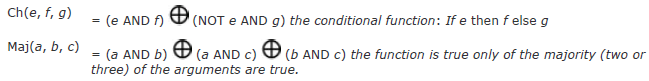 Ch(e, f, g) = (e AND f) ⊕ (NOT e AND g) the conditional function: If e then f else g
Maj(a, b, c) = (a AND b) ⊕ (a AND c) ⊕ (b AND c) the function is true only of the majority (two or
three) of the arguments are true.